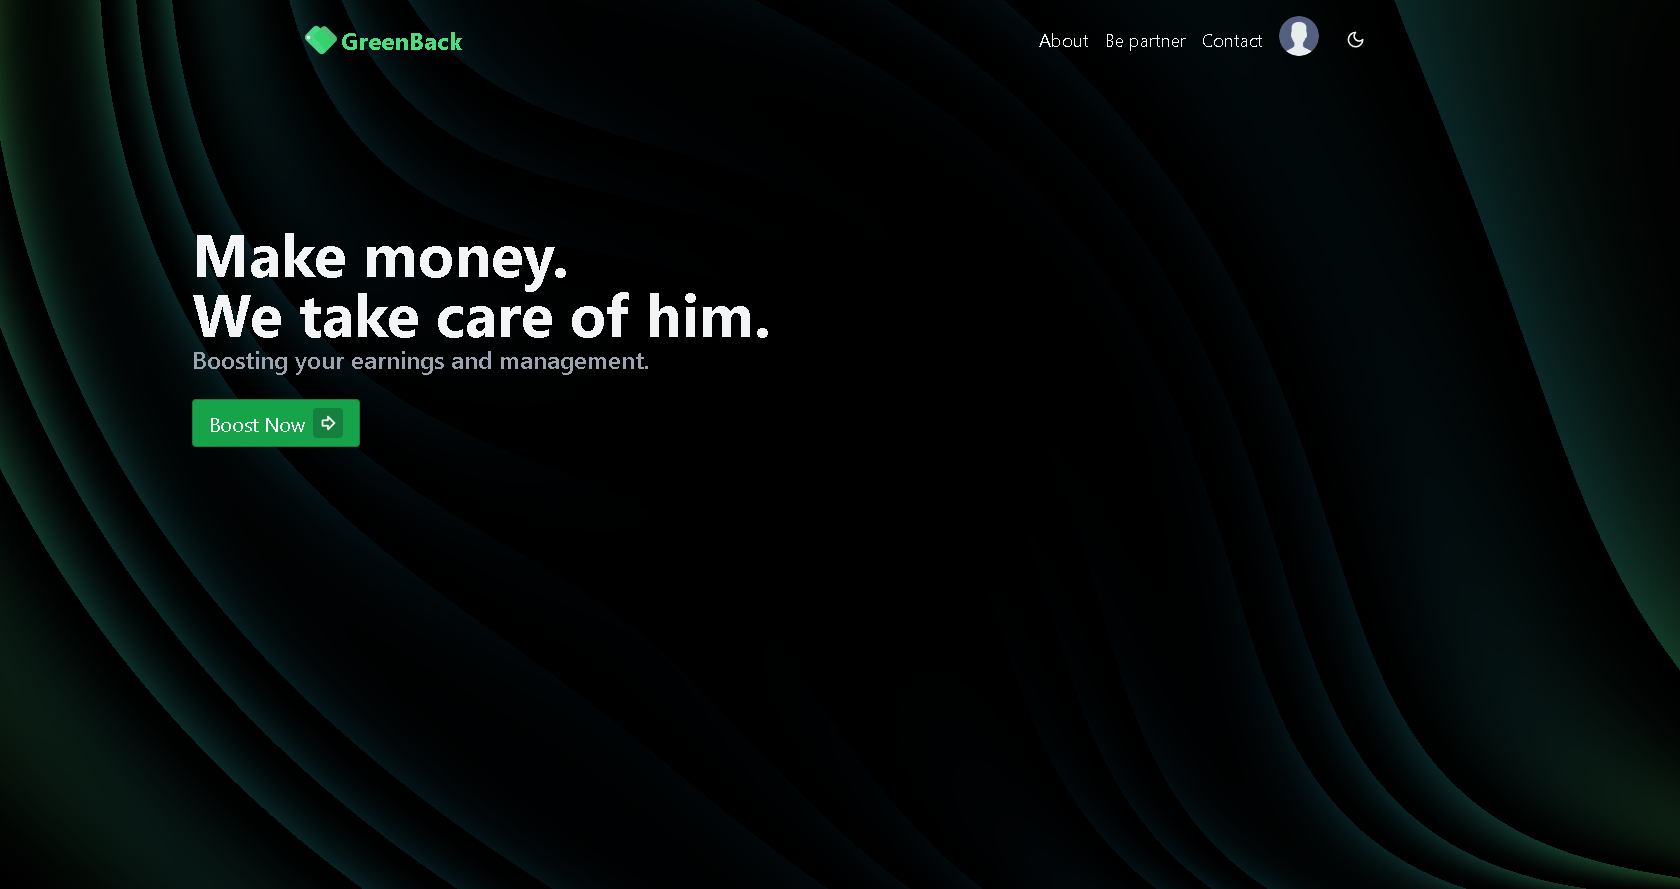 GreenBack
About Be partner Contact
Make money.
We take care of him.
Boosting your earnings and management.
Boost Now